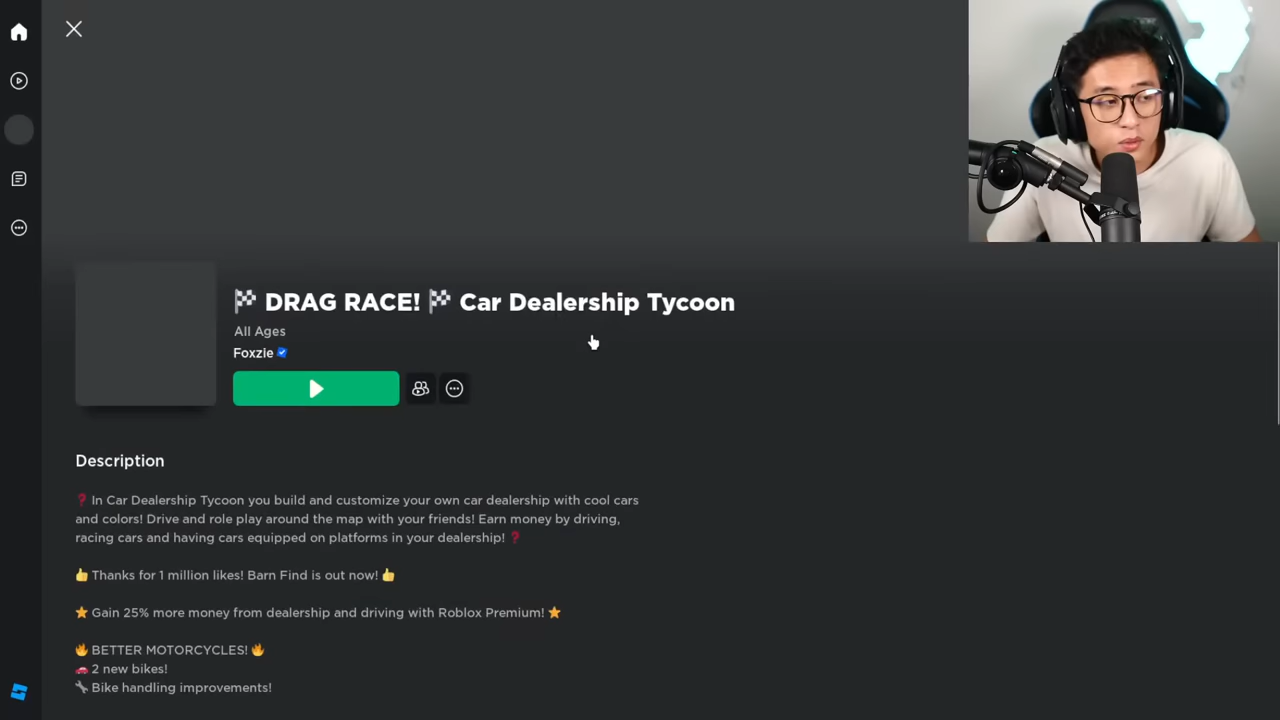 🏁 DRAG RACE! 🏁 Car Dealership Tycoon
All Ages
Foxzie
Description
❓ In Car Dealership Tycoon you build and customize your own car dealership with cool cars
and colors! Drive and role play around the map with your friends! Earn money by driving,
racing cars and having cars equipped on platforms in your dealership! ❓
👍 Thanks for 1 million likes! Barn Find is out now! 👍
⭐ Gain 25% more money from dealership and driving with Roblox Premium! ⭐
🔥 BETTER MOTORCYCLES! 🔥
🚗 2 new bikes!
🔧 Bike handling improvements!